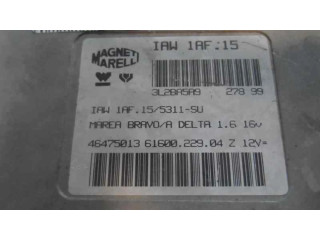 MAGNETI
MARELLI
IAW 1AF.15
3L2BA5A9 278 99
IAW 1AF.15/5311-SU
MAREA BRAVO/A DELTA 1.6 16v
46475013 61600.229.04 Z 12V=